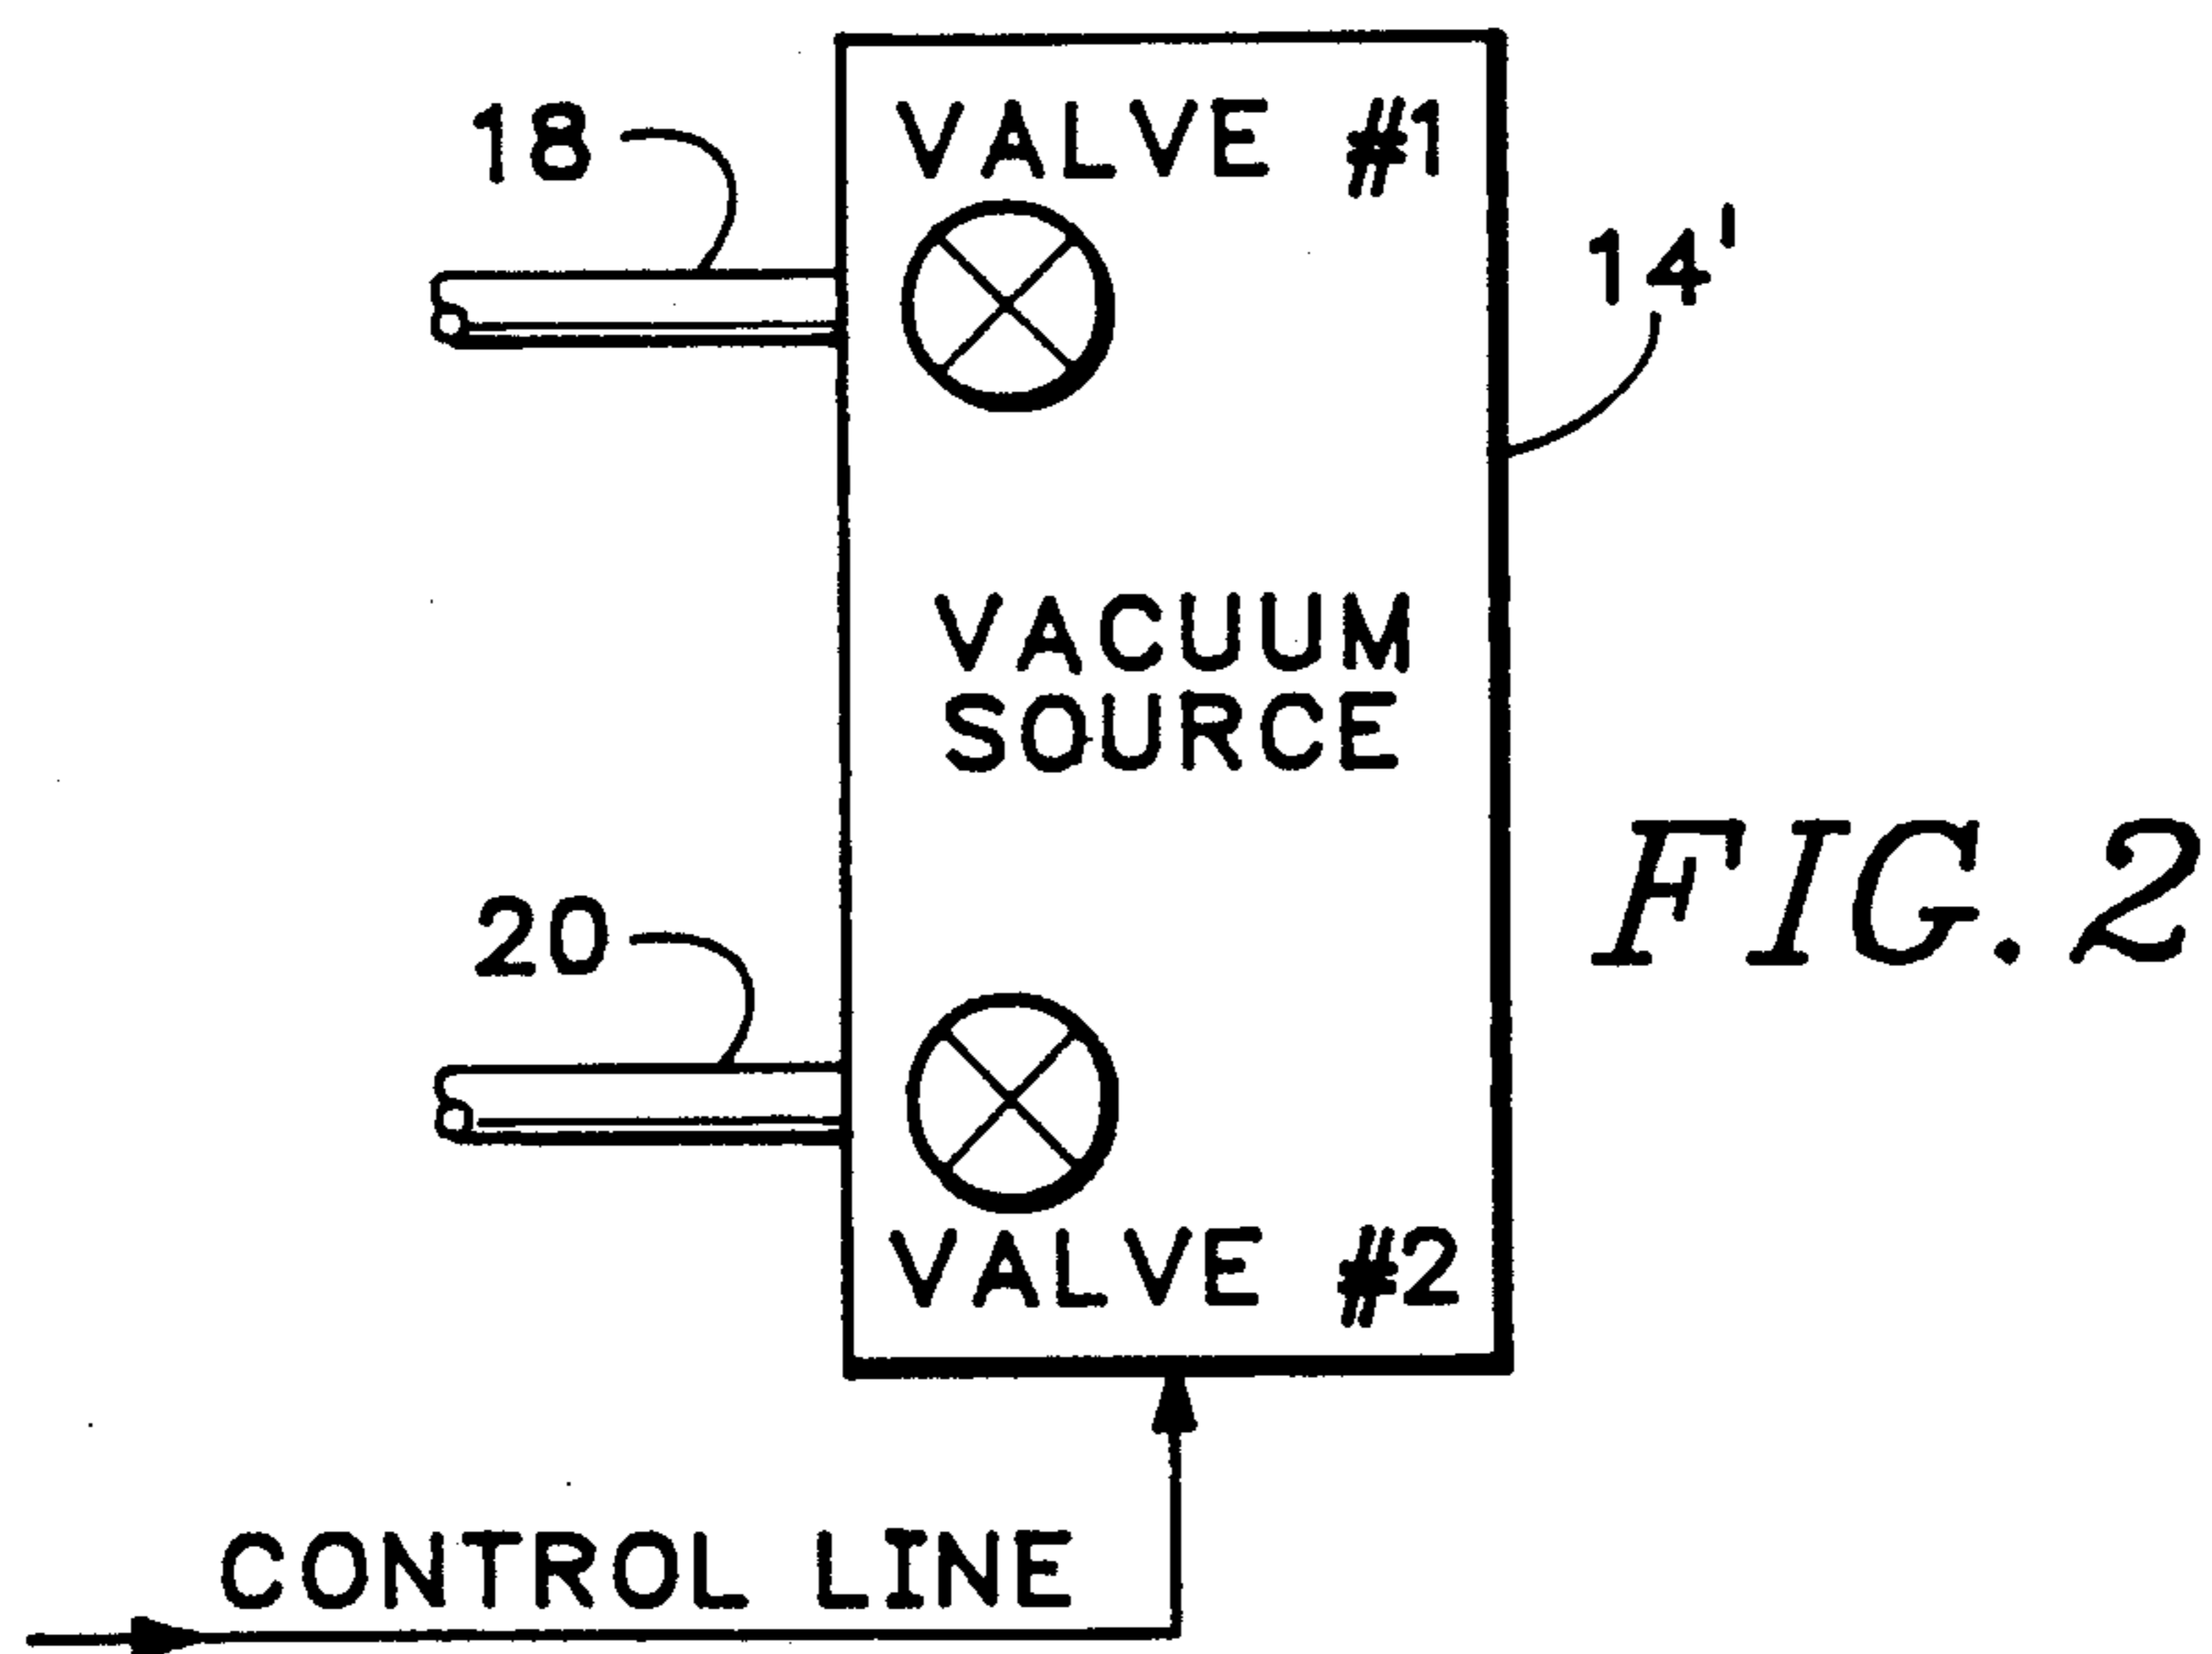 VALVE #1
18
14'
VACUUM
SOURCE
FIG. 2
20
VALVE #2
CONTROL LINE